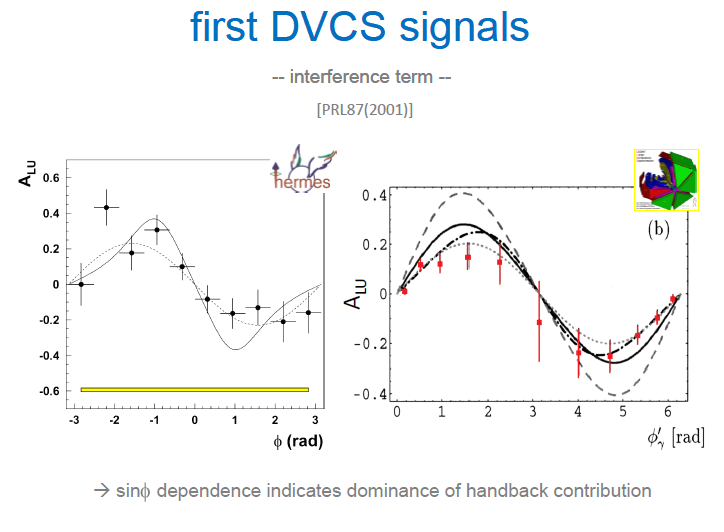 first DVCS signals
-- interference term --
[PRL87(2001)]
A_LU
0.6
0.4
0.2
0
-0.2
-0.4
-0.6
-3 -2 -1 0 1 2 3
ϕ (rad)
hermes
A_LU
0.4
0.2
0
-0.2
-0.4
0 1 2 3 4 5 6
ϕ′γ [rad]
(b)
→ sinϕ dependence indicates dominance of handback contribution